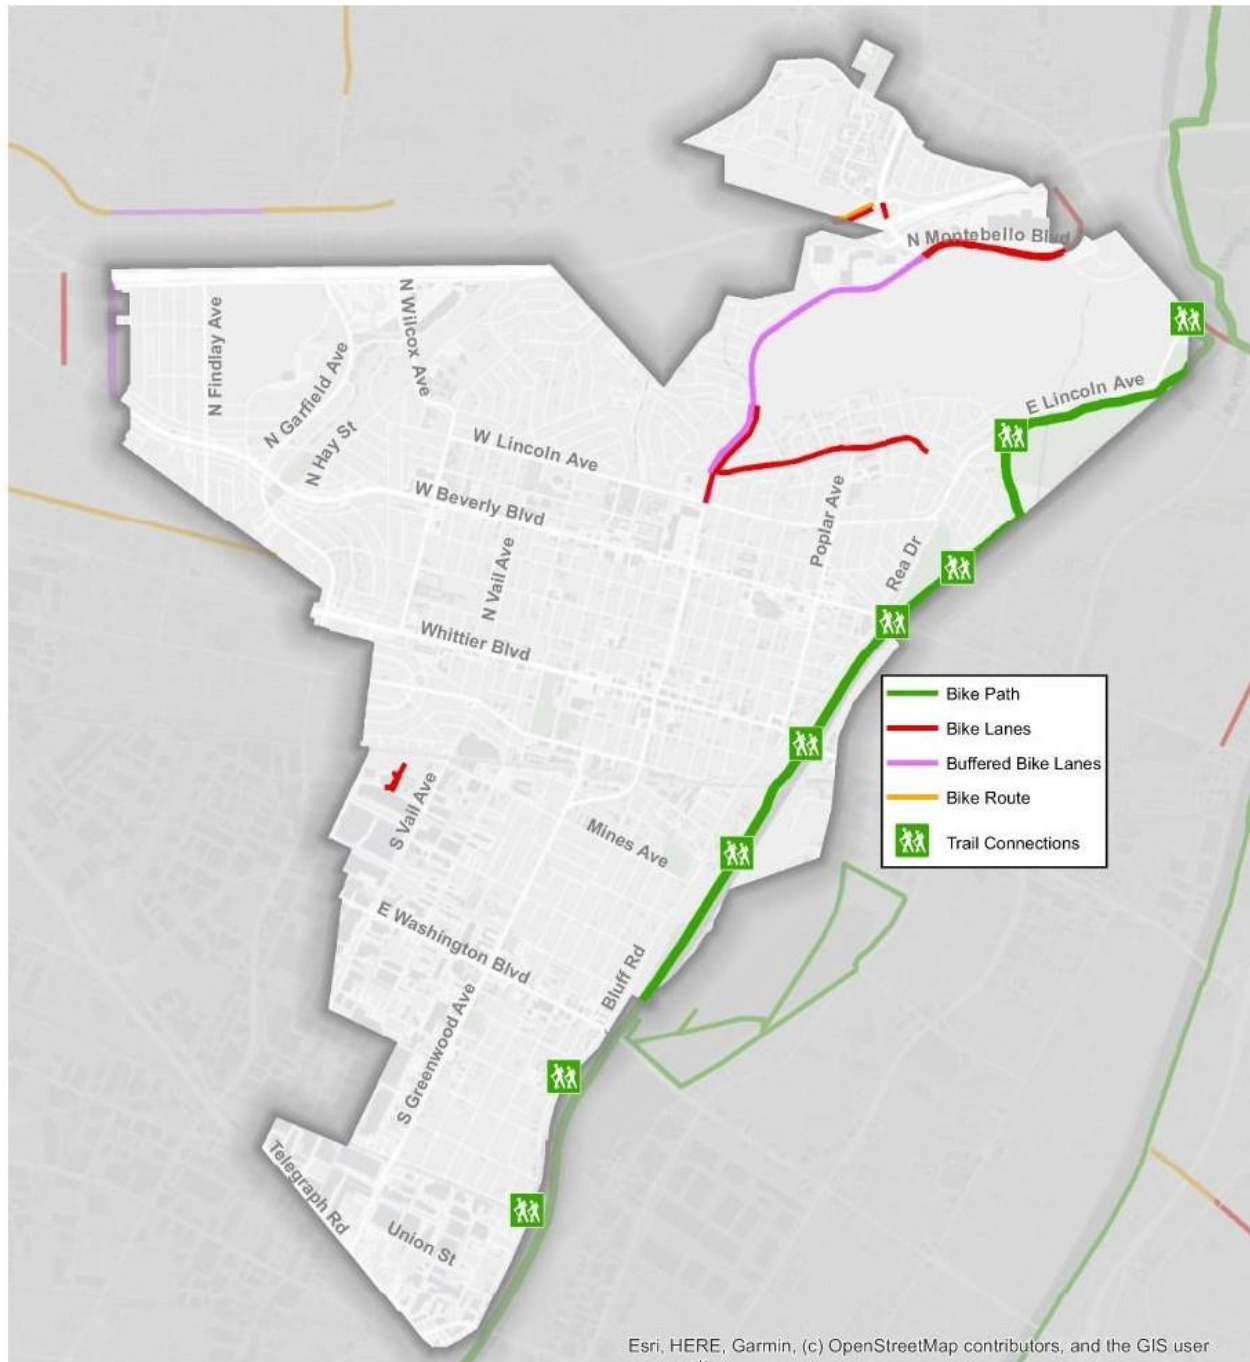 N Montebello Blvd
N Wilcox Ave
N Findlay Ave
N Garfield Ave
N Hay St
E Lincoln Ave
W Lincoln Ave
W Beverly Blvd
Poplar Ave
N Vail Ave
Rea Dr
Whittier Blvd
Bike Path
Bike Lanes
Buffered Bike Lanes
Bike Route
Trail Connections
S Vail Ave
Mines Ave
E Washington Blvd
Bluff Rd
S Greenwood Ave
Telegraph Rd
Union St
Esri, HERE, Garmin, (c) OpenStreetMap contributors, and the GIS user